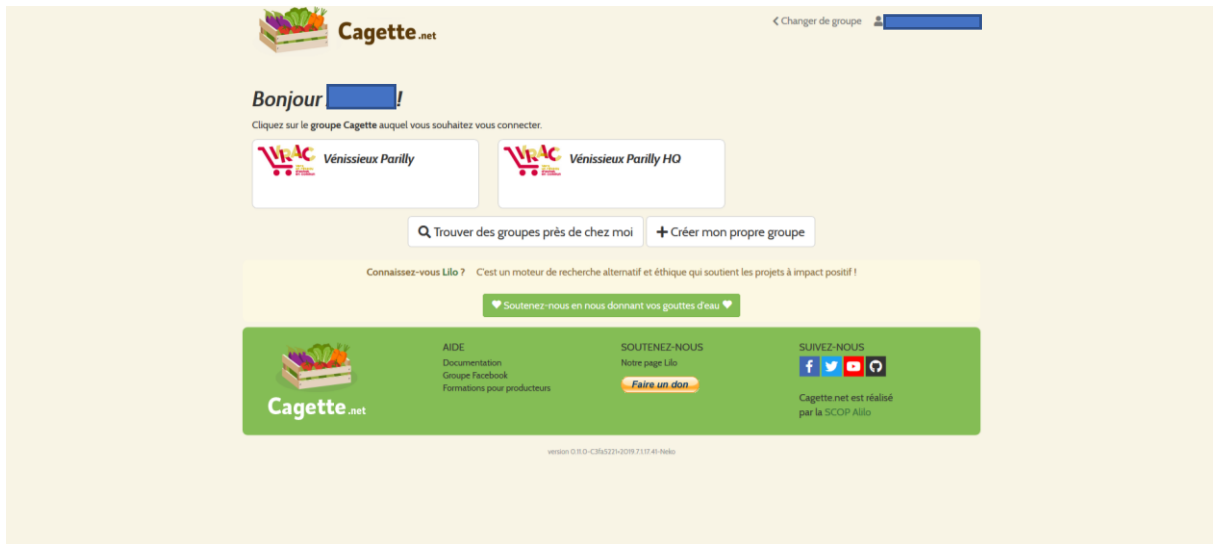 Cagette.net
Changer de groupe
Bonjour !
Cliquez sur le groupe Cagette auquel vous souhaitez vous connecter.
VRAC Vénissieux Parilly
VRAC Vénissieux Parilly HQ
Trouver des groupes près de chez moi
Créer mon propre groupe
Connaissez-vous Lilo ? C'est un moteur de recherche alternatif et éthique qui soutient les projets à impact positif !
Soutenez-nous en nous donnant vos gouttes d'eau
Cagette.net
AIDE
Documentation
Groupe Facebook
Formations pour producteurs
SOUTENEZ-NOUS
Notre page Lilo
Faire un don
SUIVEZ-NOUS
Cagette.net est réalisé
par la SCOP Alilo